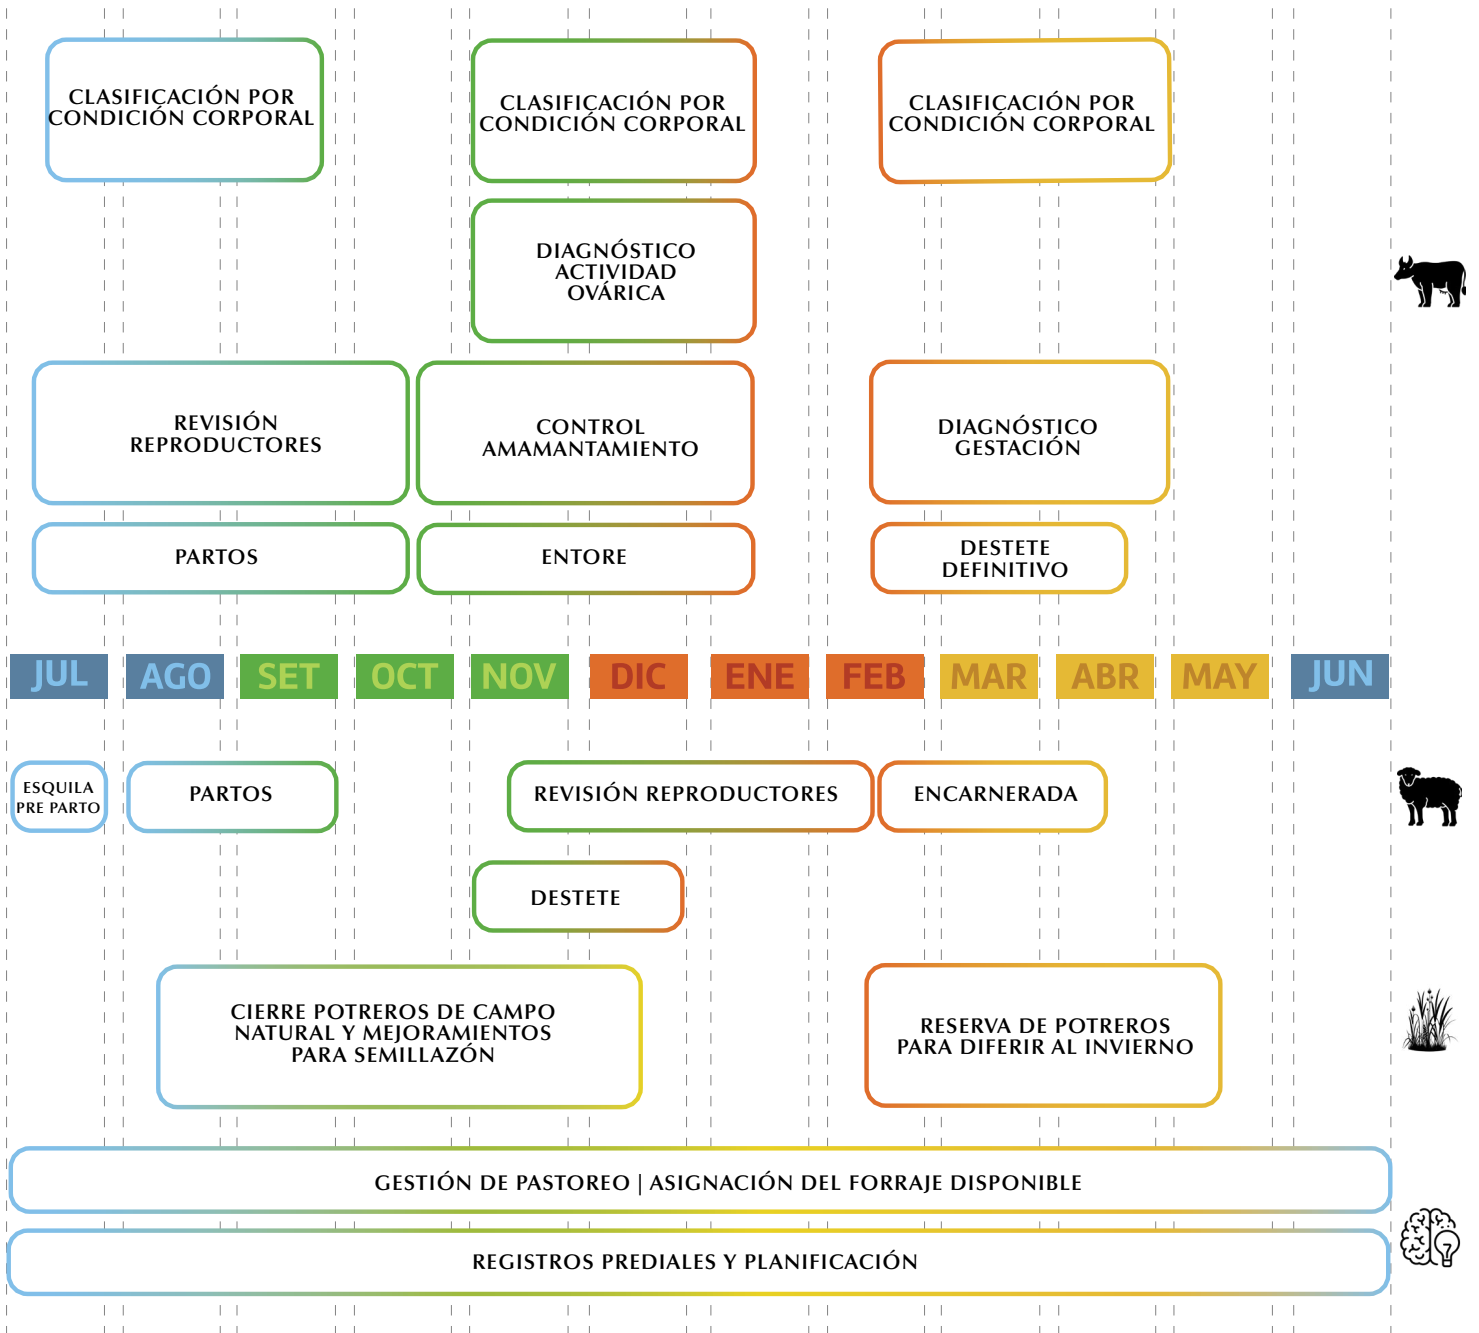 CLASIFICACIÓN POR
CONDICIÓN CORPORAL
CLASIFICACIÓN POR
CONDICIÓN CORPORAL
CLASIFICACIÓN POR
CONDICIÓN CORPORAL
DIAGNÓSTICO
ACTIVIDAD
OVÁRICA
REVISIÓN
REPRODUCTORES
CONTROL
AMAMANTAMIENTO
DIAGNÓSTICO
GESTACIÓN
PARTOS
ENTORE
DESTETE
DEFINITIVO
JUL AGO SET OCT NOV DIC ENE FEB MAR ABR MAY JUN
ESQUILA
PRE PARTO
PARTOS
REVISIÓN REPRODUCTORES
ENCARNERADA
DESTETE
CIERRE POTREROS DE CAMPO
NATURAL Y MEJORAMIENTOS
PARA SEMILLAZÓN
RESERVA DE POTREROS
PARA DIFERIR AL INVIERNO
GESTIÓN DE PASTOREO | ASIGNACIÓN DEL FORRAJE DISPONIBLE
REGISTROS PREDIALES Y PLANIFICACIÓN